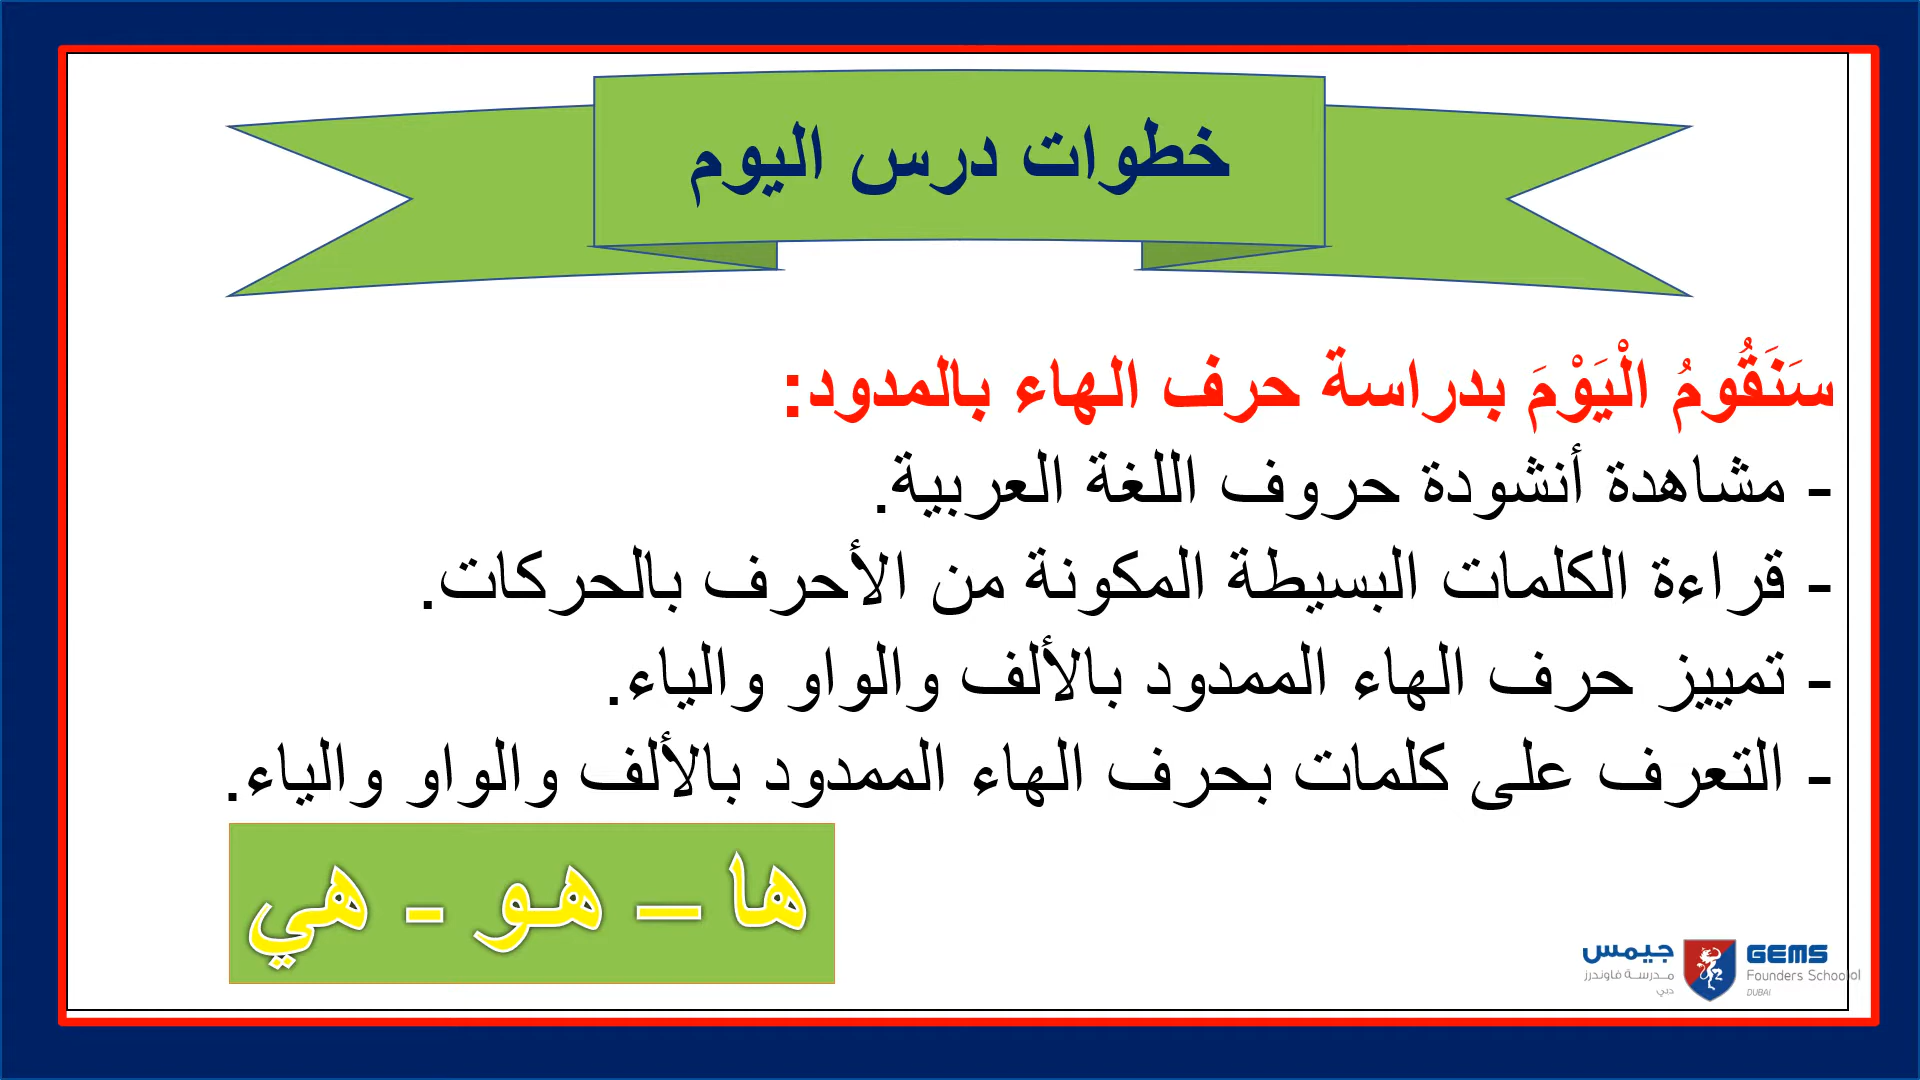 خطوات درس اليوم
سَنَقُومُ الْيَوْمَ بدراسة حرف الهاء بالمدود:
- مشاهدة أنشودة حروف اللغة العربية.
- قراءة الكلمات البسيطة المكونة من الأحرف بالحركات.
- تمييز حرف الهاء الممدود بالألف والواو والياء.
- التعرف على كلمات بحرف الهاء الممدود بالألف والواو والياء.
ها – هـو - هي
جيمس
مدرسة فاوندرز
دبي
GEMS
Founders School
DUBAI